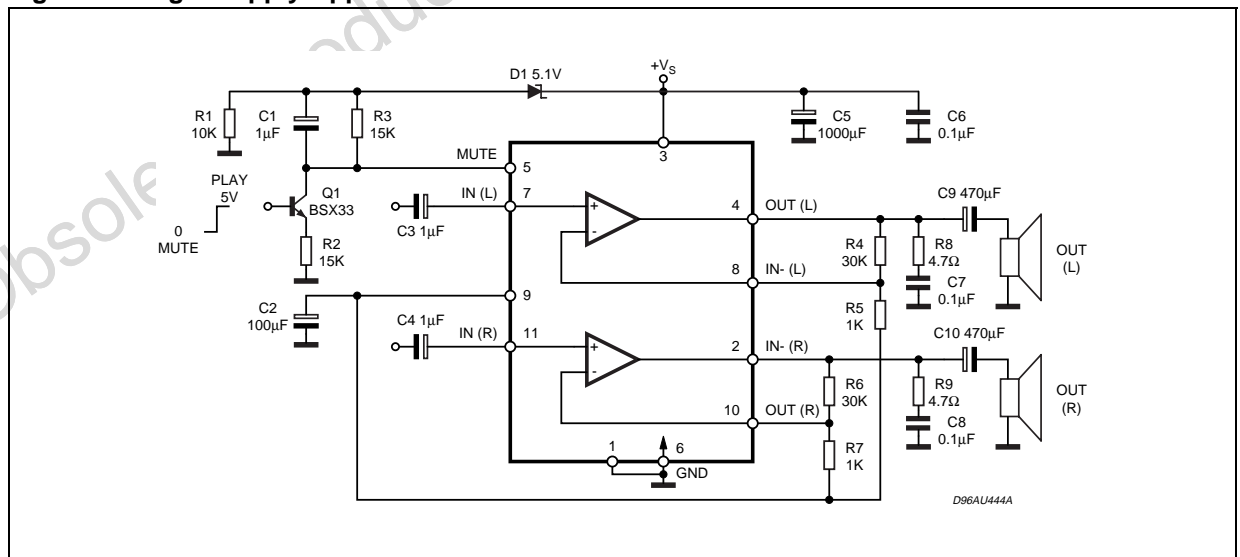 +VS
D1 5.1V
R1
10K
C1
1µF
R3
15K
C5
1000µF
C6
0.1µF
MUTE
5
3
PLAY
5V
0
MUTE
Q1
BSX33
R2
15K
IN (L)
7
C3 1µF
+
-
4
OUT (L)
C9 470µF
R4
30K
R8
4.7Ω
OUT
(L)
8
IN- (L)
C7
0.1µF
R5
1K
C2
100µF
9
C4 1µF
IN (R)
11
+
-
2
IN- (R)
C10 470µF
R6
30K
R9
4.7Ω
OUT
(R)
10
OUT (R)
C8
0.1µF
R7
1K
1
6
GND
D96AU444A